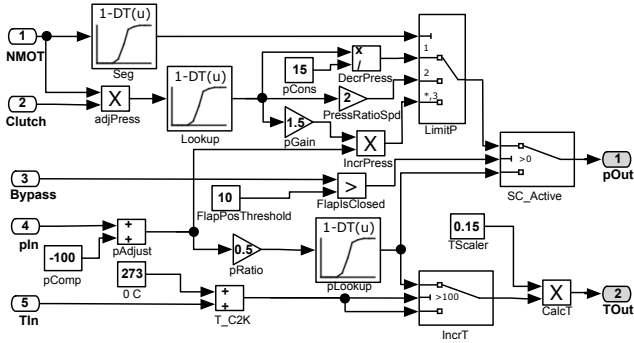 1-DT(u)
1
NMOT
Seg
1
1-DT(u)
15
x
/
pCons
DecrPress
2
2
Clutch
X
adjPress
Lookup
2
PressRatioSpd
*,3
LimitP
1.5
pGain
X
IncrPress
>0
1
pOut
SC_Active
3
Bypass
>
FlapIsClosed
10
FlapPosThreshold
1-DT(u)
4
pIn
+
+
pAdjust
0.15
TScaler
-100
pComp
0.5
pRatio
pLookup
273
0 C
5
TIn
+
+
T_C2K
>100
IncrT
X
CalcT
2
TOut